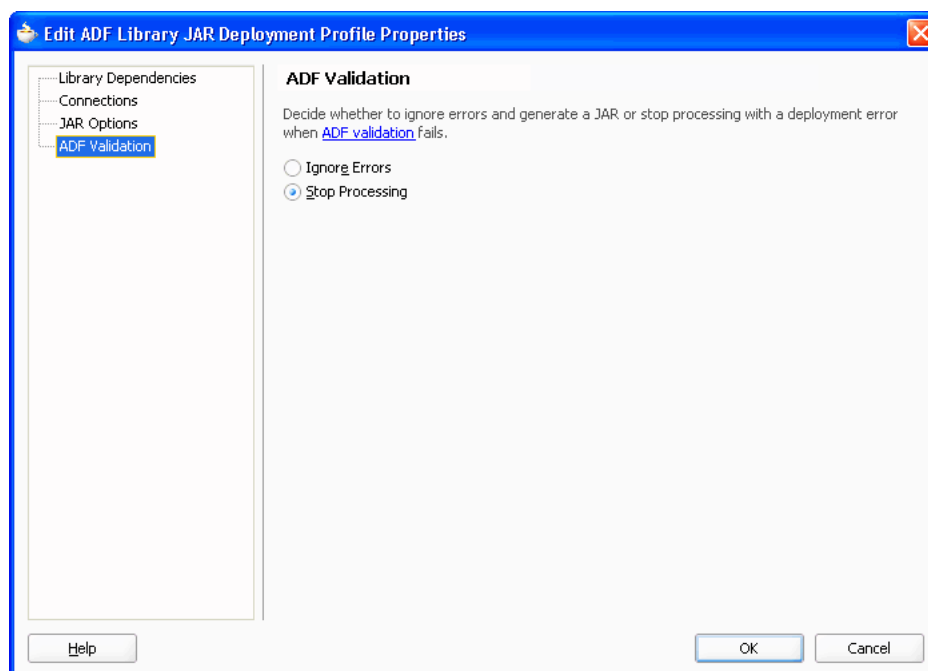 Edit ADF Library JAR Deployment Profile Properties
Library Dependencies
Connections
JAR Options
ADF Validation
ADF Validation
Decide whether to ignore errors and generate a JAR or stop processing with a deployment error
when ADF validation fails.
Ignore Errors
Stop Processing
Help
OK
Cancel